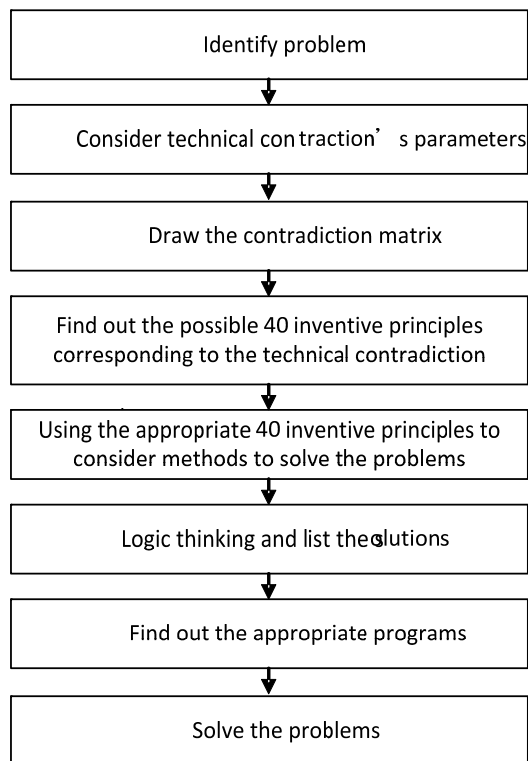 Identify problem
Consider technical contraction's parameters
Draw the contradiction matrix
Find out the possible 40 inventive principles
corresponding to the technical contradiction
Using the appropriate 40 inventive principles to
consider methods to solve the problems
Logic thinking and list the solutions
Find out the appropriate programs
Solve the problems